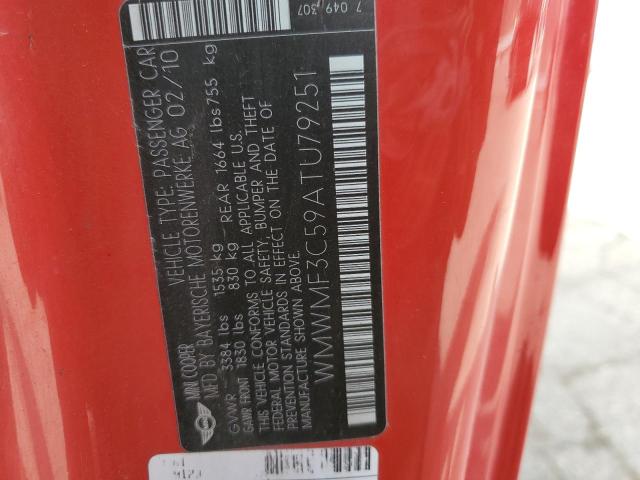 MINI COOPER
VEHICLE TYPE: PASSENGER CAR
MFD BY BAYERISCHE MOTORENWERKE AG 02/10
GVWR 3384 lbs 1535 kg REAR 1664 lbs 755 kg
GAWR FRONT 1830 lbs 830 kg
THIS VEHICLE CONFORMS TO ALL APPLICABLE U.S.
FEDERAL MOTOR VEHICLE SAFETY, BUMPER AND THEFT
PREVENTION STANDARDS IN EFFECT ON THE DATE OF
MANUFACTURE SHOWN ABOVE.
WMWMF3C59ATU79251
7 049 307